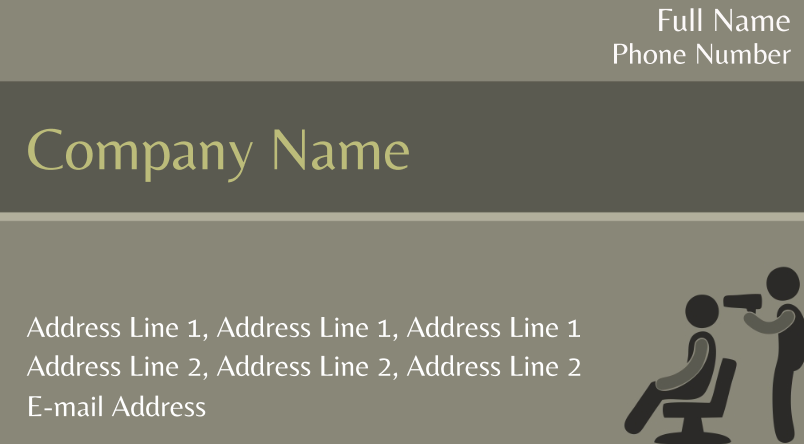 Full Name
Phone Number
Company Name
Address Line 1, Address Line 1, Address Line 1
Address Line 2, Address Line 2, Address Line 2
E-mail Address